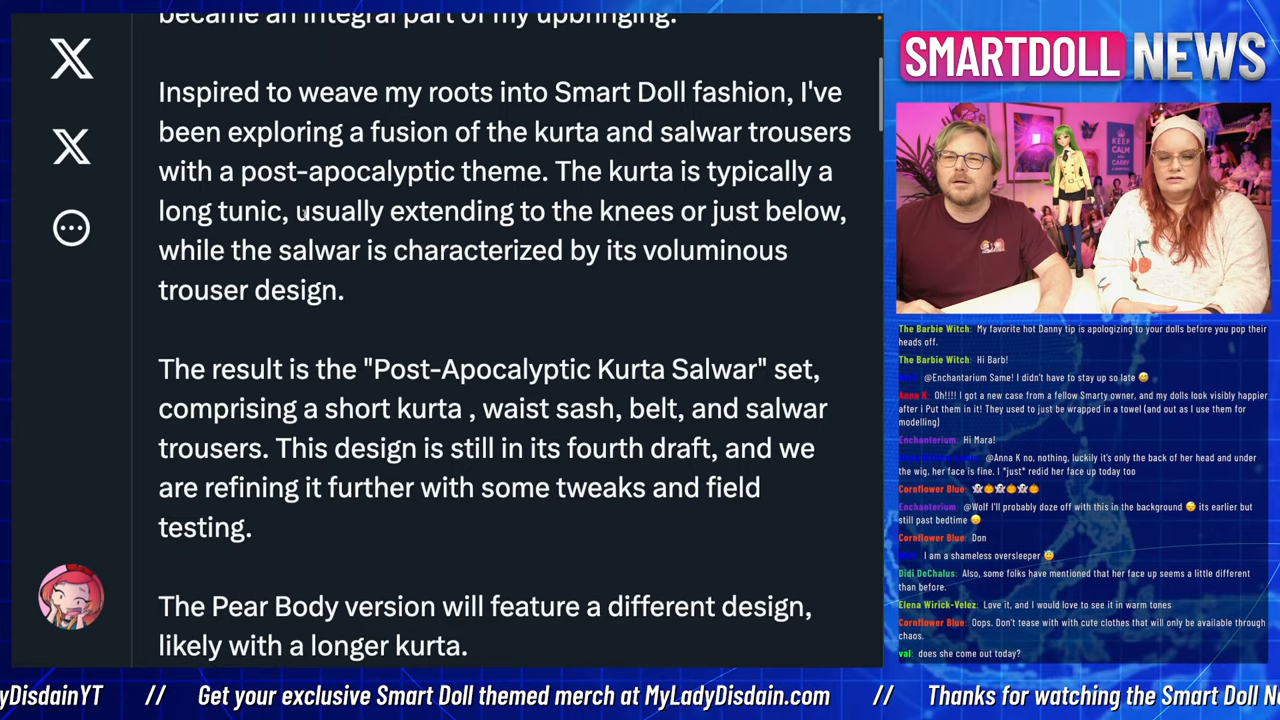 became an integral part of my upbringing.
Inspired to weave my roots into Smart Doll fashion, I've
been exploring a fusion of the kurta and salwar trousers
with a post-apocalyptic theme. The kurta is typically a
long tunic, usually extending to the knees or just below,
while the salwar is characterized by its voluminous
trouser design.
The result is the "Post-Apocalyptic Kurta Salwar" set,
comprising a short kurta , waist sash, belt, and salwar
trousers. This design is still in its fourth draft, and we
are refining it further with some tweaks and field
testing.
The Pear Body version will feature a different design,
likely with a longer kurta.
SMARTDOLL NEWS
KEEP
CALM
AND
CARRY
The Barbie Witch: My favorite hot Danny tip is apologizing to your dolls before you pop their
heads off.
The Barbie Witch: Hi Barb!
@Enchantarium Same! I didn't have to stay up so late 😅
Anna K: Oh!!!! I got a new case from a fellow Smarty owner, and my dolls look visibly happier
after i Put them in it! They used to just be wrapped in a towel (and out as I use them for
modelling)
Enchanterium: Hi Mara!
@Anna K no, nothing, luckily it's only the back of her head and under
the wig, her face is fine. I *just* redid her face up today too
Cornflower Blue: 👻🎃👻🎃👻🎃
Enchanterium: @Wolf I'll probably doze off with this in the background 😴 its earlier but
still past bedtime 😔
Cornflower Blue: Don
I am a shameless oversleeper 😇
Didi DeChalus: Also, some folks have mentioned that her face up seems a little different
than before.
Elena Wirick-Velez: Love it, and I would love to see it in warm tones
Cornflower Blue: Oops. Don't tease with with cute clothes that will only be available through
chaos.
val: does she come out today?
yDisdainYT // Get your exclusive Smart Doll themed merch at MyLadyDisdain.com // Thanks for watching the Smart Doll Ne